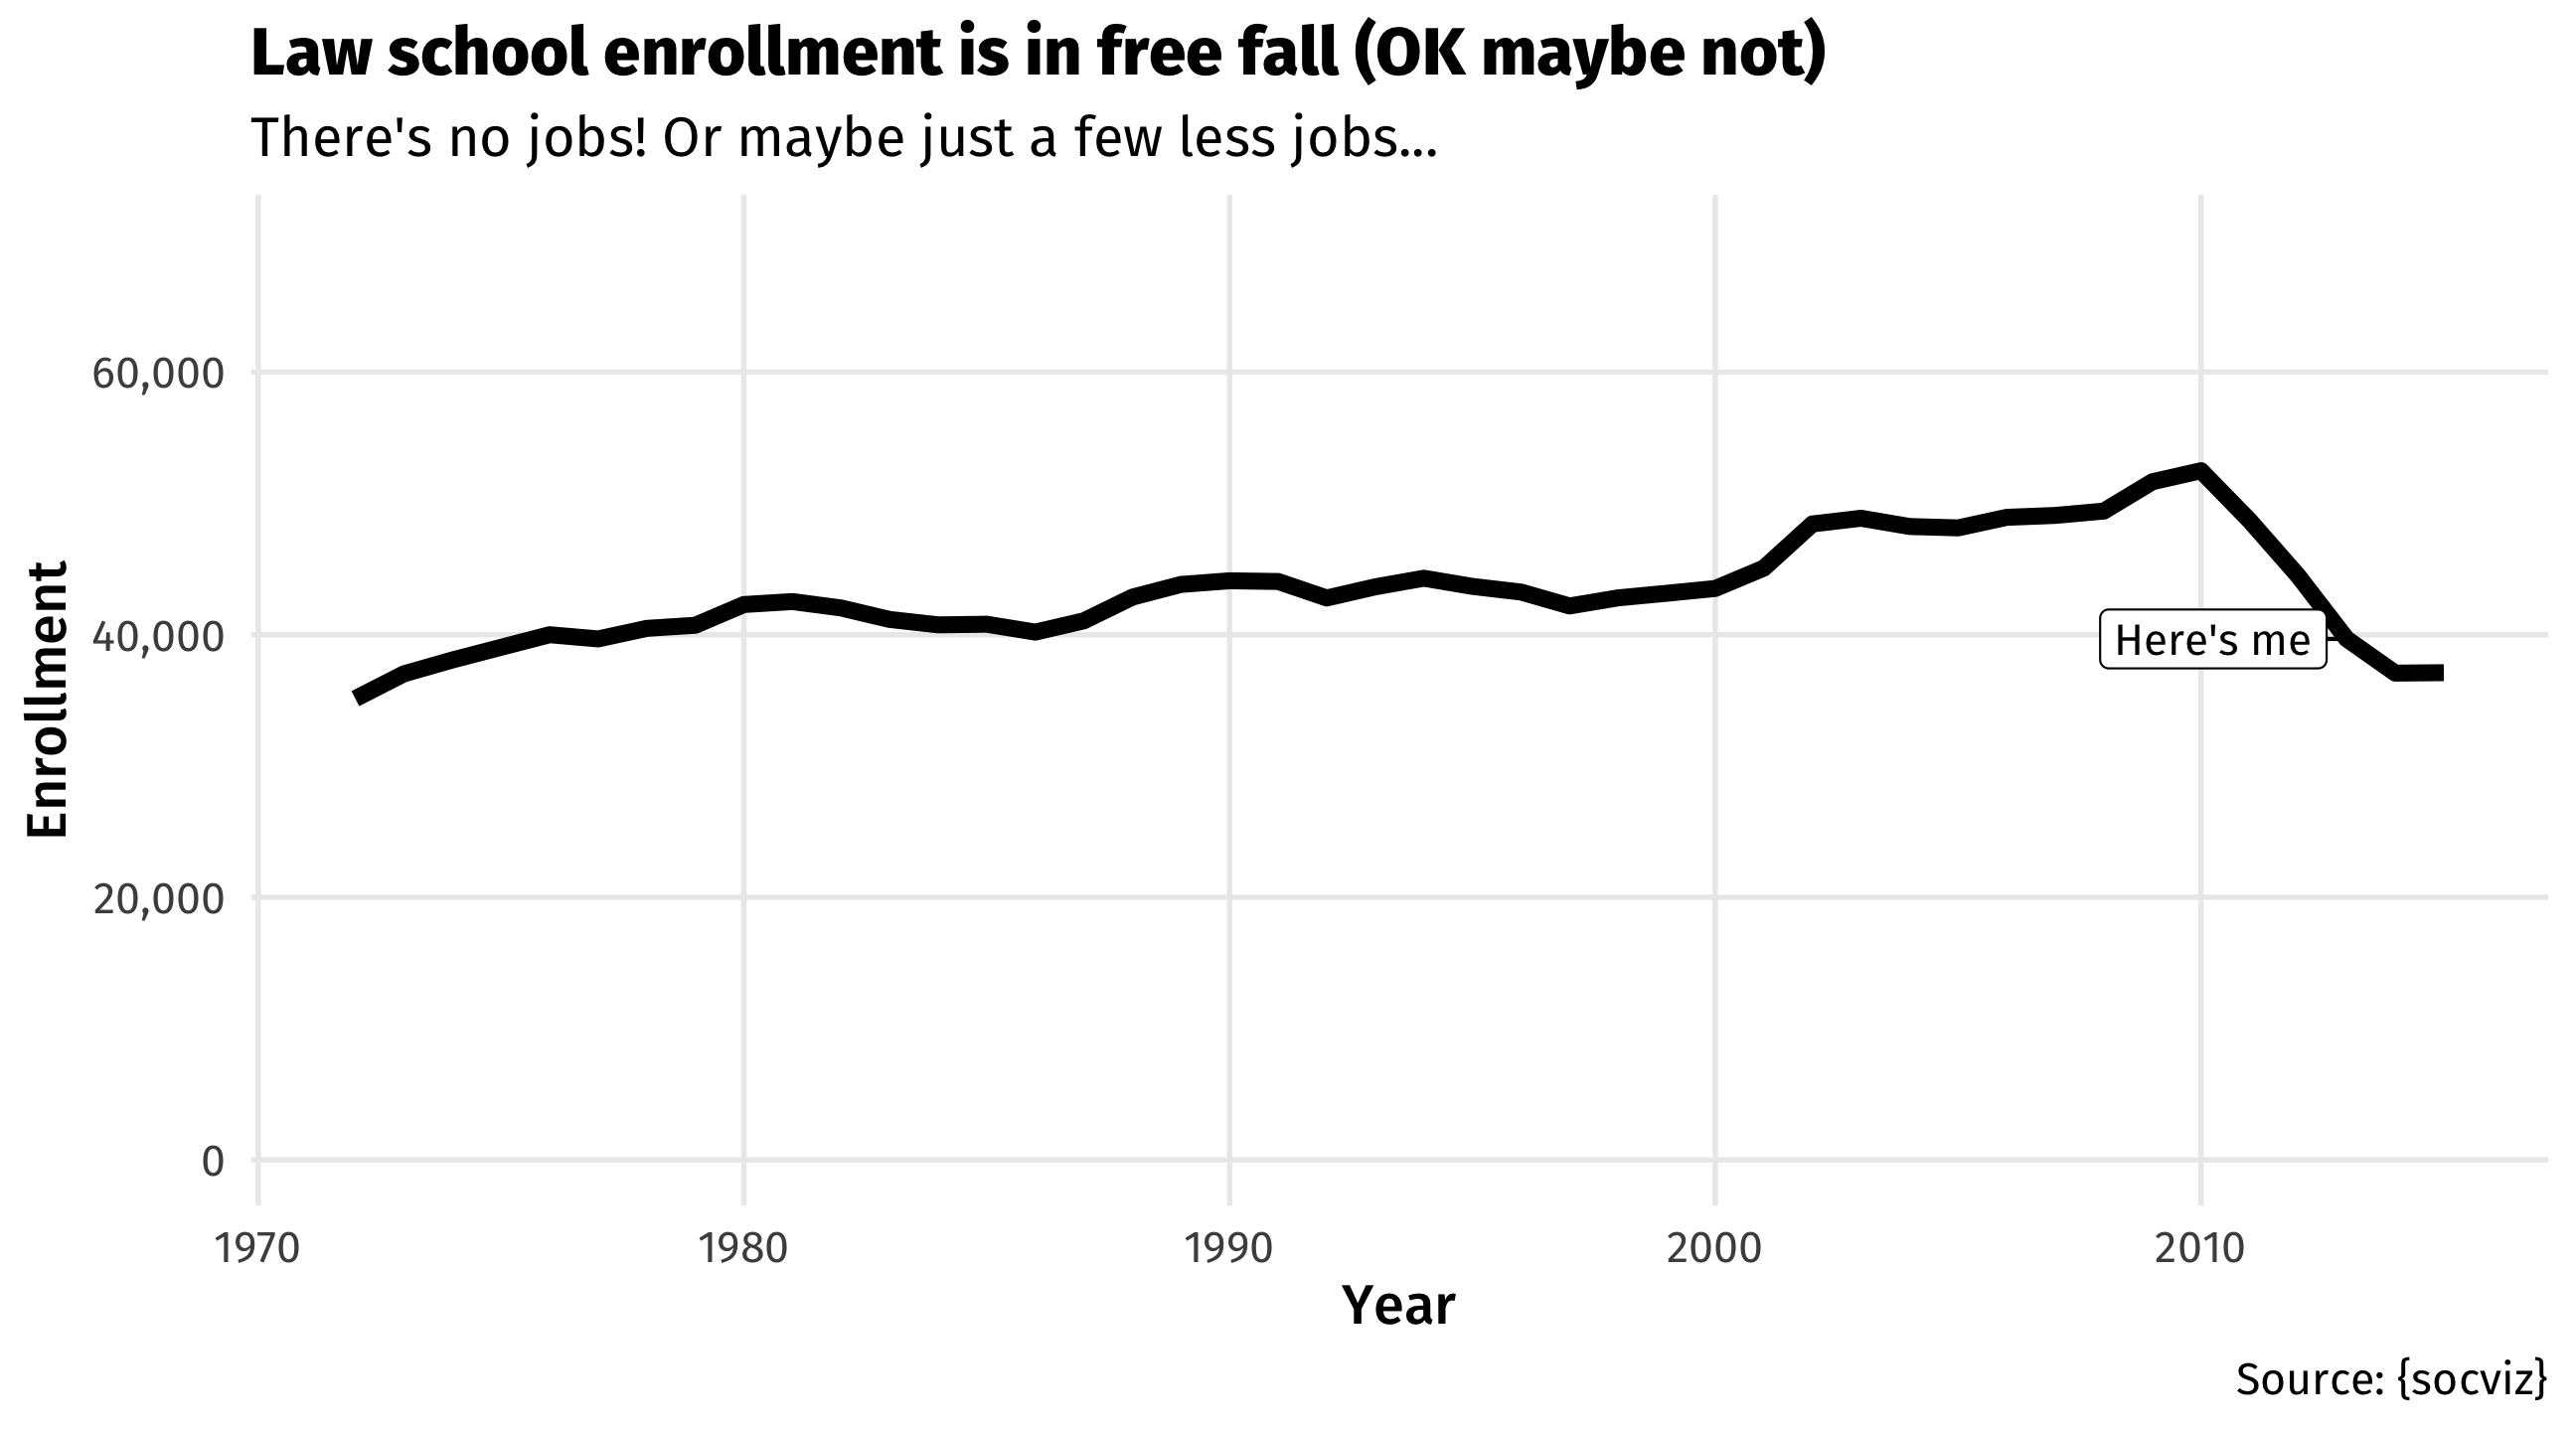 Law school enrollment is in free fall (OK maybe not)
There's no jobs! Or maybe just a few less jobs...
Enrollment
60,000
40,000
20,000
0
Here's me
1970
1980
1990
2000
2010
Year
Source: {socviz}